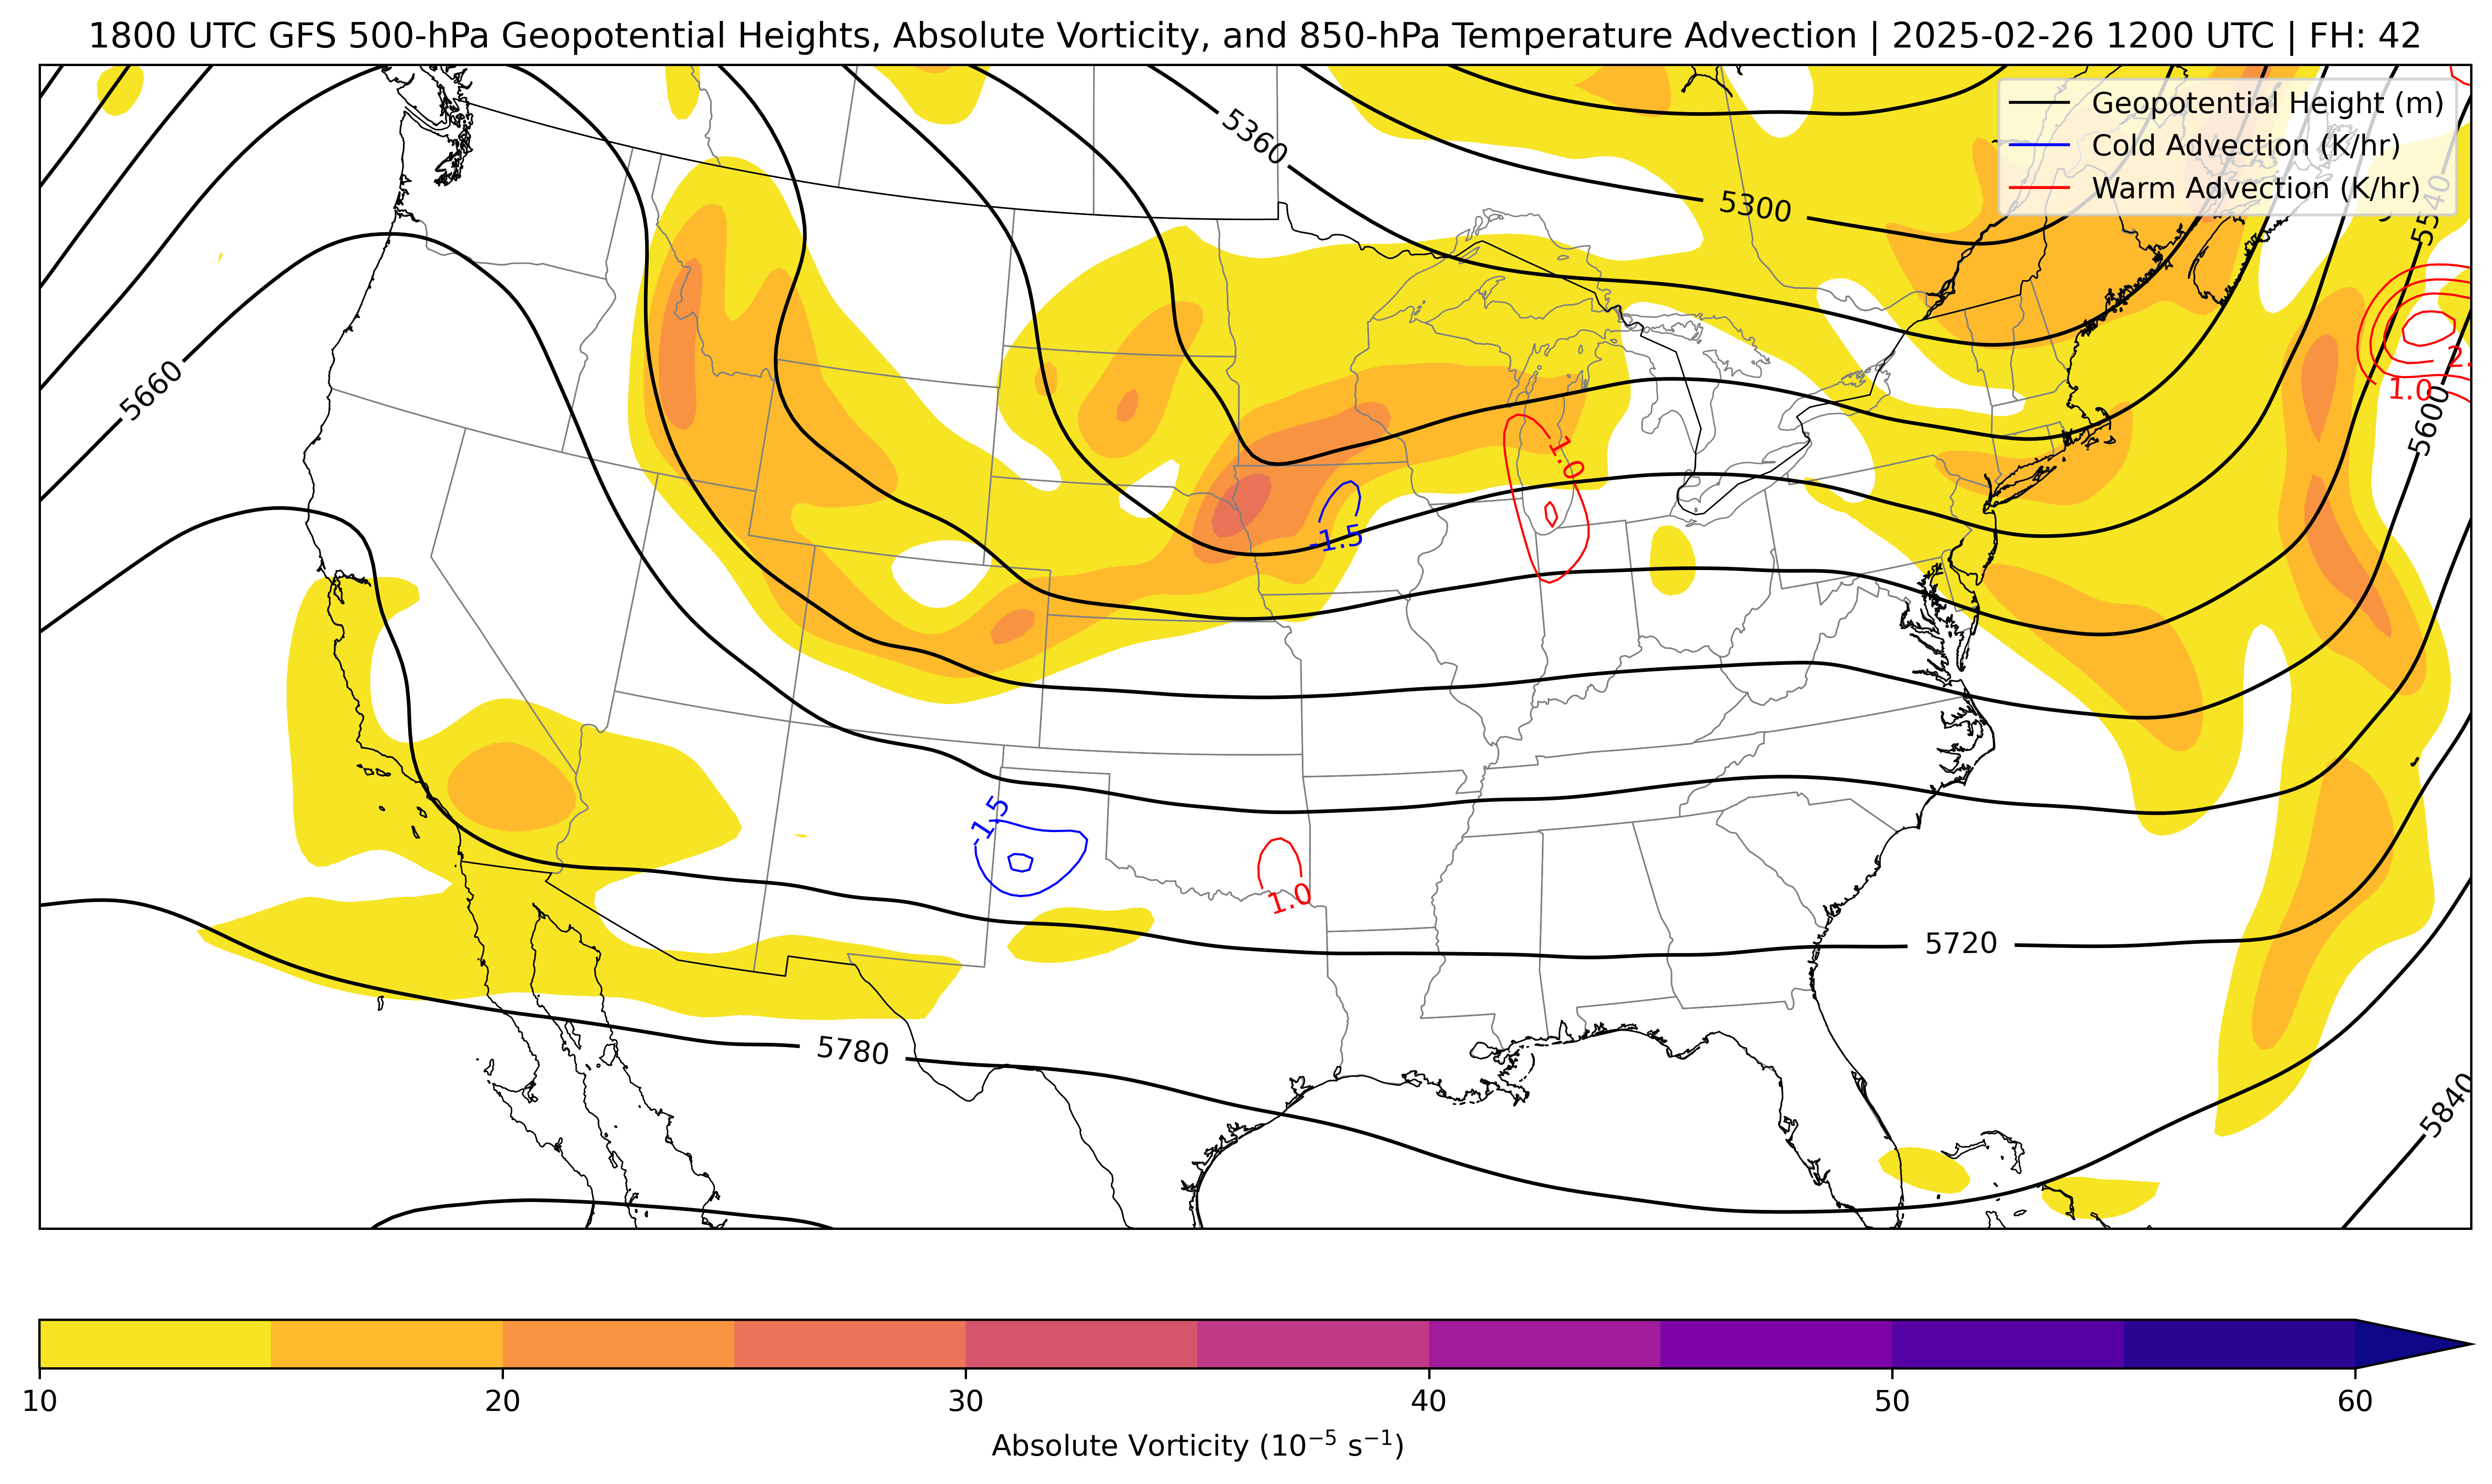 1800 UTC GFS 500-hPa Geopotential Heights, Absolute Vorticity, and 850-hPa Temperature Advection | 2025-02-26 1200 UTC | FH: 42
Geopotential Height (m)
Cold Advection (K/hr)
Warm Advection (K/hr)
5360
5300
5540
5660
2.
1.0
5600
1.0
-1.5
-1.5
1.0
5720
5780
5840
10 20 30 40 50 60
Absolute Vorticity (10⁻⁵ s⁻¹)